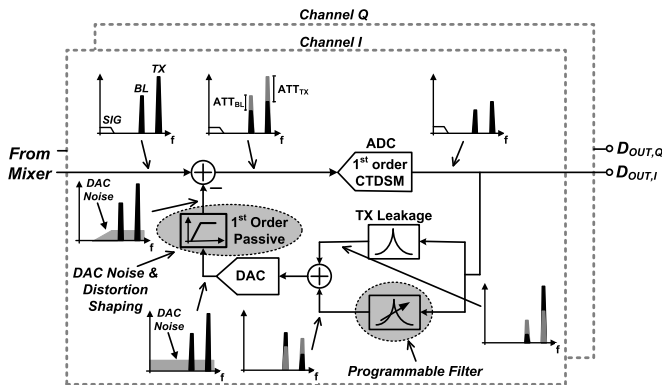 Channel Q
Channel I
TX
BL
SIG
f
ATT_BL
ATT_TX
f
f
From
Mixer
ADC
1st order
CTDSM
D_OUT,Q
D_OUT,I
DAC
Noise
f
1st Order
Passive
TX Leakage
DAC Noise &
Distortion
Shaping
DAC
DAC
Noise
f
f
f
Programmable Filter